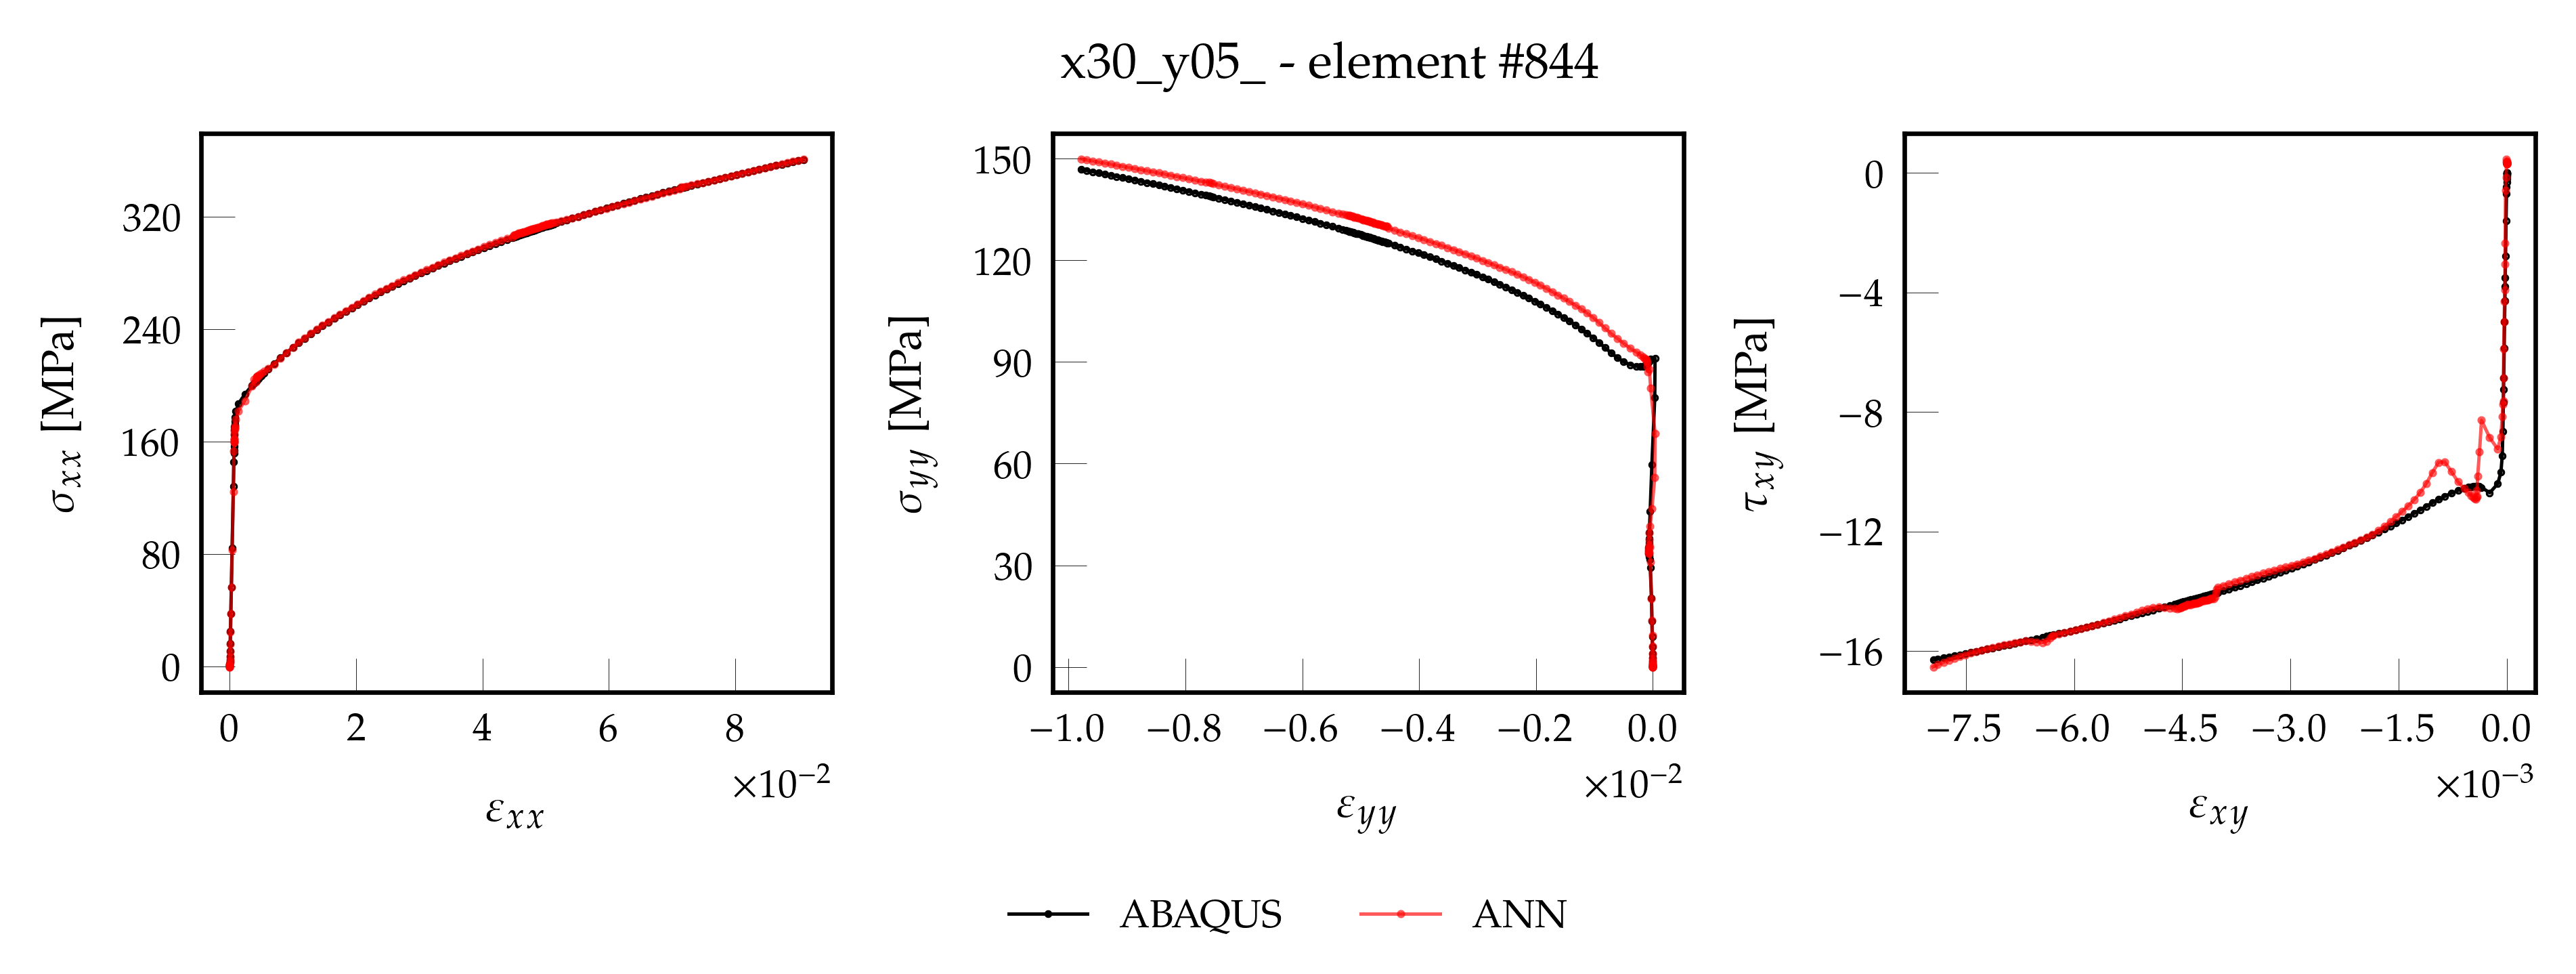 x30_y05_ - element #844
σxx [MPa]
320
240
160
80
0
0 2 4 6 8
×10−2
εxx
σyy [MPa]
150
120
90
60
30
0
−1.0 −0.8 −0.6 −0.4 −0.2 0.0
×10−2
εyy
τxy [MPa]
0
−4
−8
−12
−16
−7.5 −6.0 −4.5 −3.0 −1.5 0.0
×10−3
εxy
ABAQUS ANN